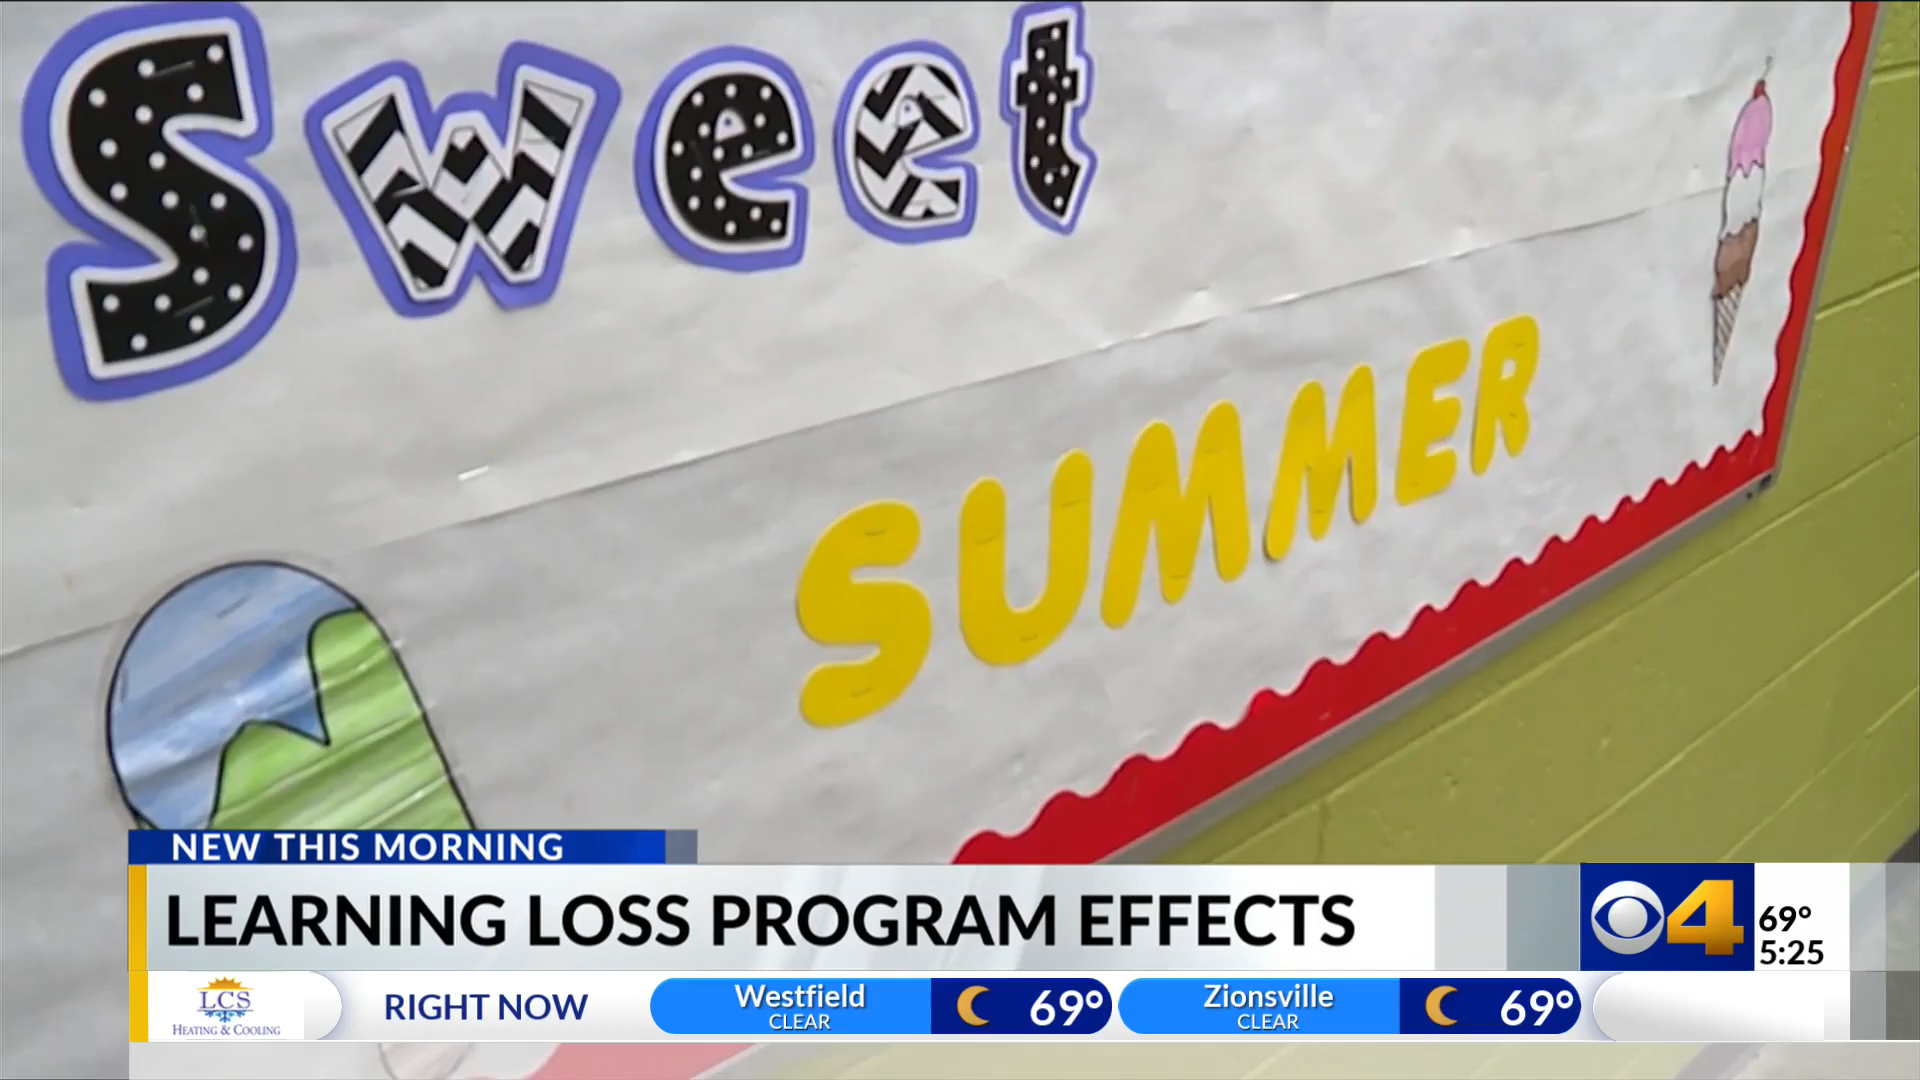 Sweet
SUMMER
NEW THIS MORNING
LEARNING LOSS PROGRAM EFFECTS
4
69°
5:25
LCS
HEATING & COOLING
RIGHT NOW
Westfield
CLEAR
69°
Zionsville
CLEAR
69°